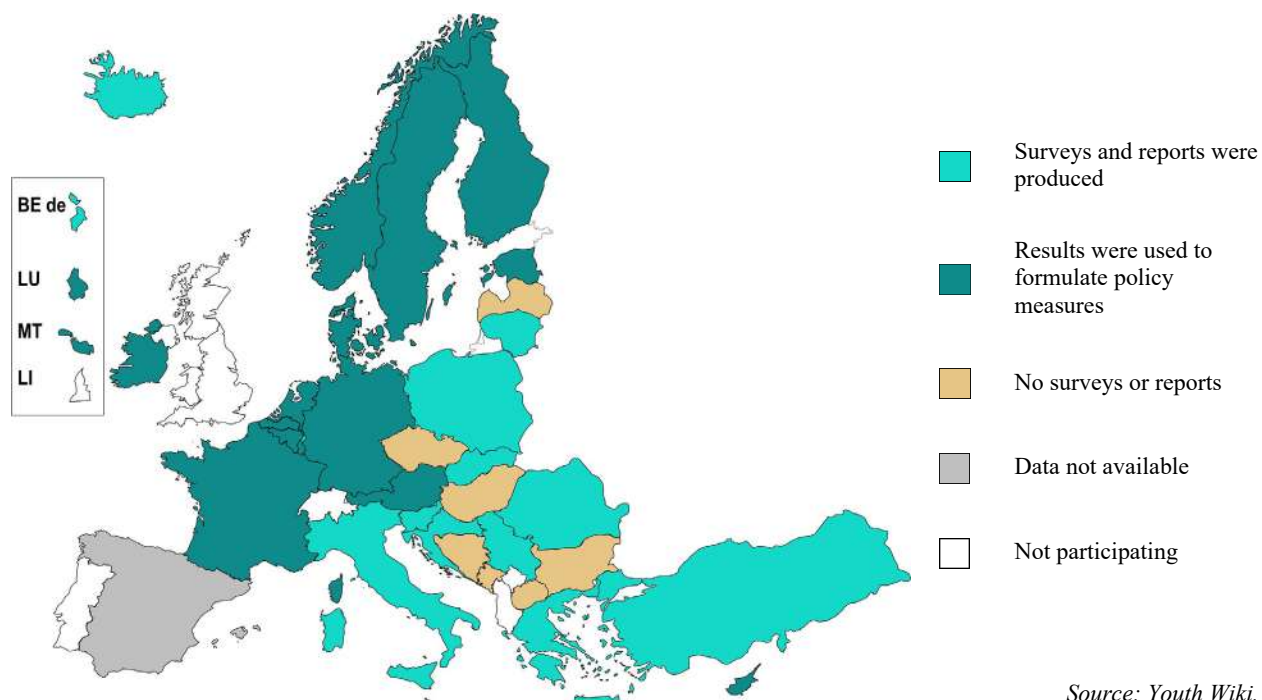 BE de
LU
MT
LI
Surveys and reports were
produced
Results were used to
formulate policy
measures
No surveys or reports
Data not available
Not participating
Source: Youth Wiki.